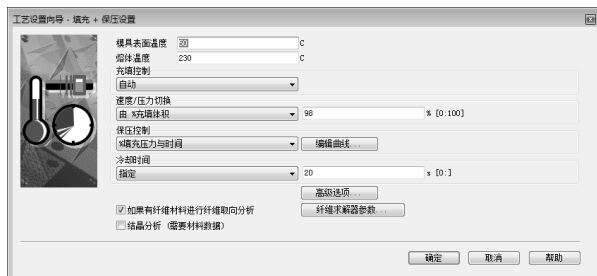 工艺设置向导 - 填充 + 保压设置
模具表面温度 20 C
熔体温度 230 C
充填控制
自动
速度/压力切换
由 %充填体积 98 % [0:100]
保压控制
%填充压力与时间 编辑曲线...
冷却时间
指定 20 s [0:]
高级选项...
☑ 如果有纤维材料进行纤维取向分析 纤维求解器参数...
☐ 结晶分析 (需要材料数据)
确定 取消 帮助